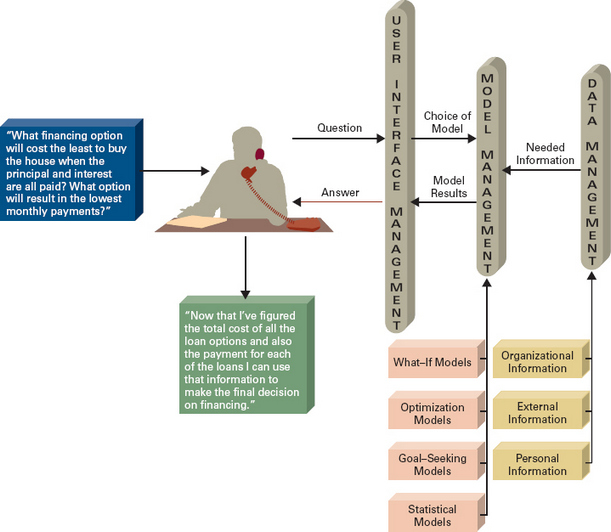 “What financing option
will cost the least to buy
the house when the
principal and interest
are all paid? What option
will result in the lowest
monthly payments?”
Question
Answer
“Now that I’ve figured
the total cost of all the
loan options and also
the payment for each
of the loans I can use
that information to
make the final decision
on financing.”
USER INTERFACE MANAGEMENT
Choice of
Model
Model
Results
MODEL MANAGEMENT
Needed
Information
DATA MANAGEMENT
What–If Models
Optimization
Models
Goal–Seeking
Models
Statistical
Models
Organizational
Information
External
Information
Personal
Information